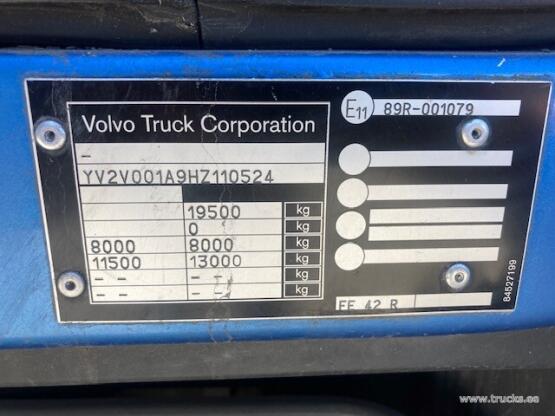 Volvo Truck Corporation
-
YV2V001A9HZ110524
19500 kg
0 kg
8000 8000 kg
11500 13000 kg
- - - - kg
- - - - kg
E11 89R-001079
FE 42 R
84527199
www.trucks.ee